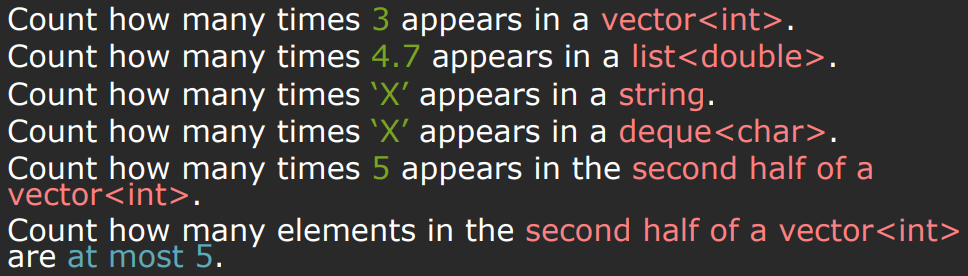 Count how many times 3 appears in a vector<int>.
Count how many times 4.7 appears in a list<double>.
Count how many times ‘X’ appears in a string.
Count how many times ‘X’ appears in a deque<char>.
Count how many times 5 appears in the second half of a
vector<int>.
Count how many elements in the second half of a vector<int>
are at most 5.